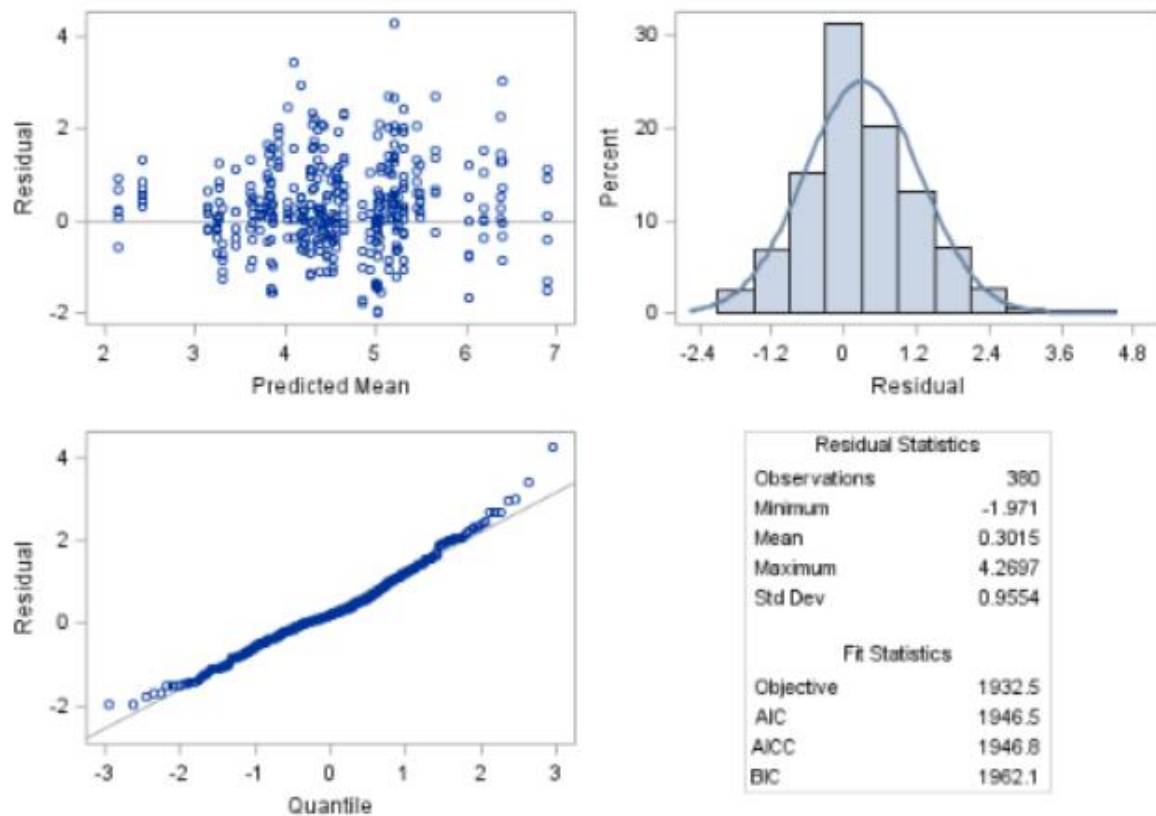 4
2
0
-2
Residual
2 3 4 5 6 7
Predicted Mean
30
20
10
0
Percent
-2.4 -1.2 0 1.2 2.4 3.6 4.8
Residual
4
2
0
-2
Residual
-3 -2 -1 0 1 2 3
Quantile
Residual Statistics
Observations 380
Minimum -1.971
Mean 0.3015
Maximum 4.2697
Std Dev 0.9554
Fit Statistics
Objective 1932.5
AIC 1946.5
AICC 1946.8
BIC 1962.1